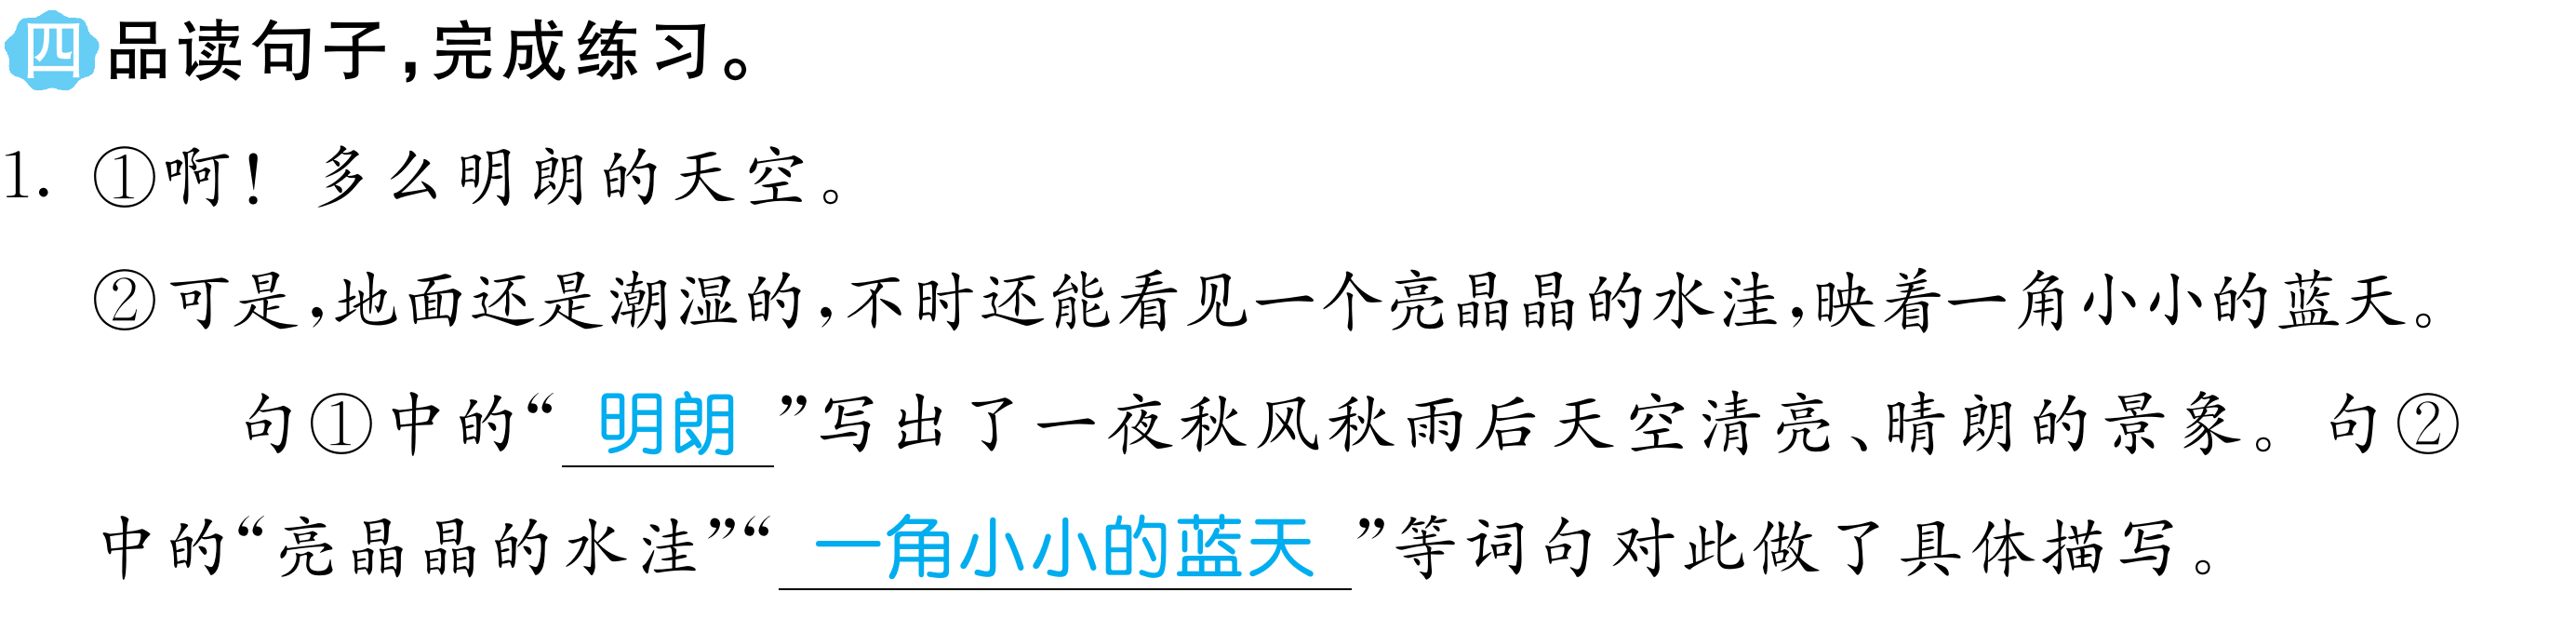 四 品读句子,完成练习。
1. ①啊! 多么明朗的天空。
②可是,地面还是潮湿的,不时还能看见一个亮晶晶的水洼,映着一角小小的蓝天。
句①中的“ 明朗 ”写出了一夜秋风秋雨后天空清亮、晴朗的景象。句②
中的“亮晶晶的水洼”“ 一角小小的蓝天 ”等词句对此做了具体描写。